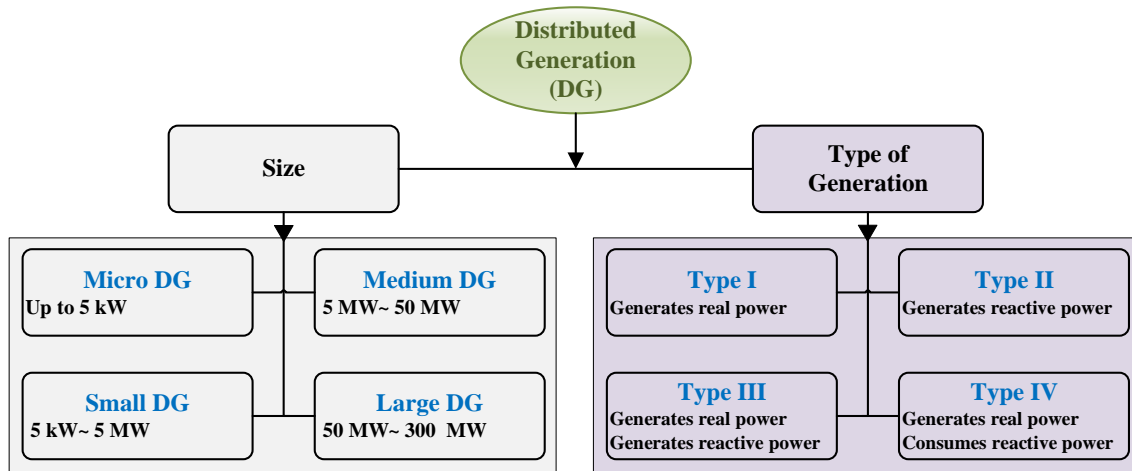 Distributed
Generation
(DG)
Size
Type of
Generation
Micro DG
Up to 5 kW
Medium DG
5 MW~ 50 MW
Small DG
5 kW~ 5 MW
Large DG
50 MW~ 300 MW
Type I
Generates real power
Type II
Generates reactive power
Type III
Generates real power
Generates reactive power
Type IV
Generates real power
Consumes reactive power